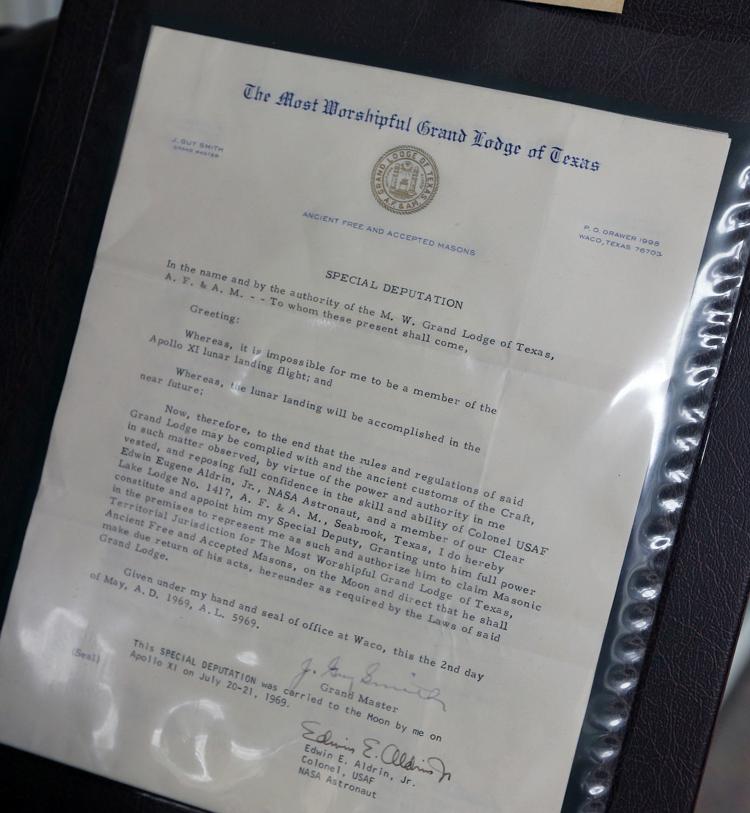 The Most Worshipful Grand Lodge of Texas
J. GUY SMITH
GRAND MASTER
GRAND LODGE OF TEXAS
A.F. & A.M.
ANCIENT FREE AND ACCEPTED MASONS
P. O. DRAWER 1998
WACO, TEXAS 76703
SPECIAL DEPUTATION
In the name and by the authority of the M. W. Grand Lodge of Texas,
A. F. & A. M. - - To whom these present shall come,
Greeting:
Whereas, it is impossible for me to be a member of the
Apollo XI lunar landing flight; and
Whereas, the lunar landing will be accomplished in the
near future;
Now, therefore, to the end that the rules and regulations of said
Grand Lodge may be complied with and the ancient customs of the Craft,
in such matter observed, by virtue of the power and authority in me
vested, and reposing full confidence in the skill and ability of Colonel USAF
Edwin Eugene Aldrin, Jr., NASA Astronaut, and a member of our Clear
Lake Lodge No. 1417, A. F. & A. M., Seabrook, Texas, I do hereby
constitute and appoint him my Special Deputy, Granting unto him full power
in the premises to represent me as such and authorize him to claim Masonic
Territorial Jurisdiction for The Most Worshipful Grand Lodge of Texas,
Ancient Free and Accepted Masons, on the Moon and direct that he shall
make due return of his acts, hereunder as required by the Laws of said
Grand Lodge.
Given under my hand and seal of office at Waco, this the 2nd day
of May, A. D. 1969, A. L. 5969.
J. Guy Smith
(Seal)
Grand Master
This SPECIAL DEPUTATION was carried to the Moon by me on
Apollo XI on July 20-21, 1969.
Edwin E. Aldrin Jr
Edwin E. Aldrin, Jr.
Colonel, USAF
NASA Astronaut